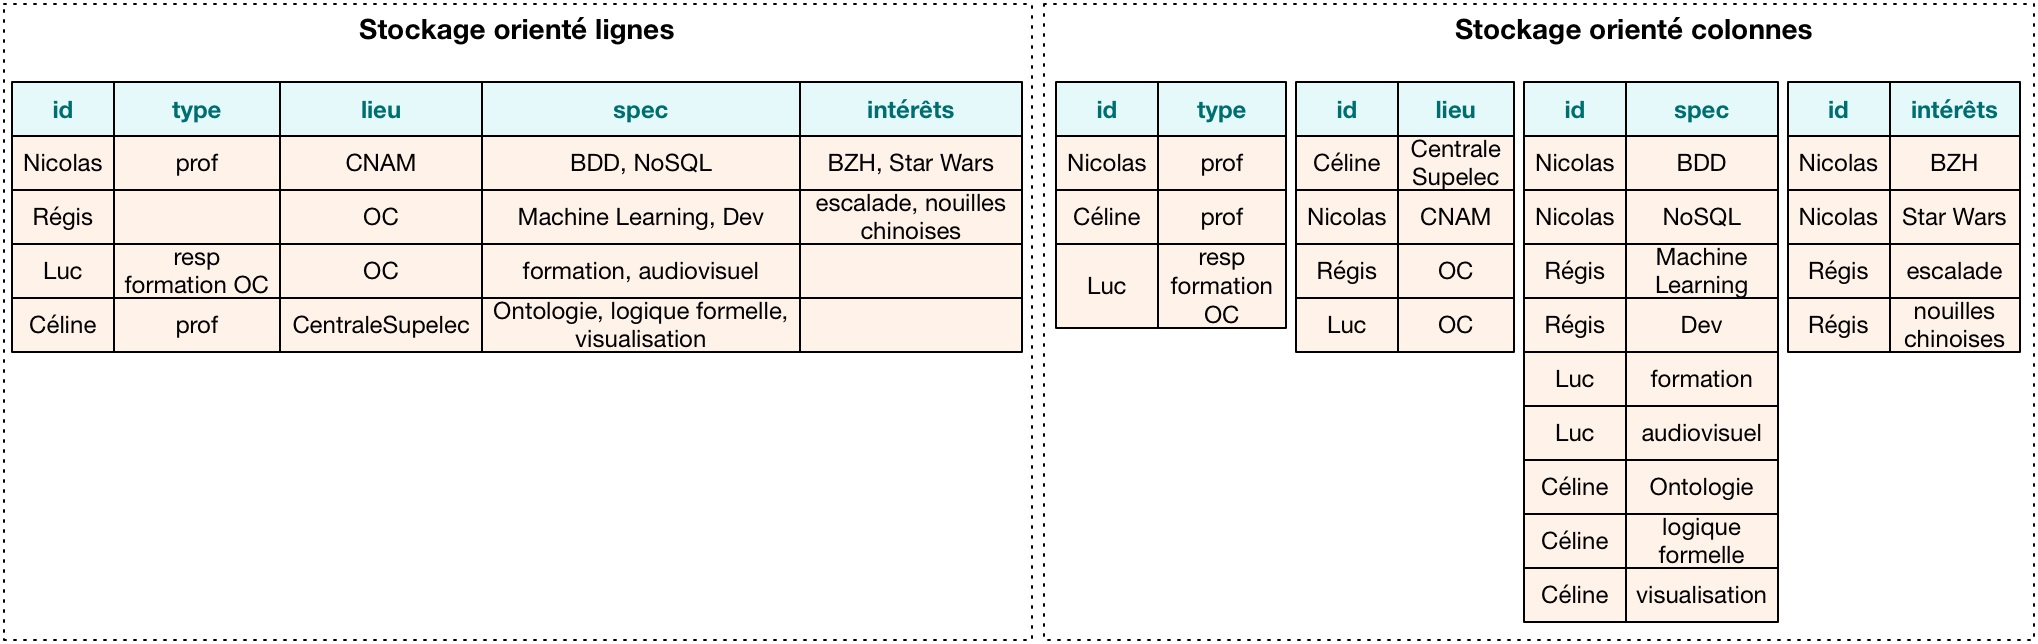 Stockage orienté lignes
id type lieu spec intérêts
Nicolas prof CNAM BDD, NoSQL BZH, Star Wars
Régis OC Machine Learning, Dev escalade, nouilles
chinoises
Luc resp
formation OC OC formation, audiovisuel
Céline prof CentraleSupelec Ontologie, logique formelle,
visualisation
Stockage orienté colonnes
id type
Nicolas prof
Céline prof
Luc resp
formation
OC
id lieu
Céline Centrale
Supelec
Nicolas CNAM
Régis OC
Luc OC
id spec
Nicolas BDD
Nicolas NoSQL
Régis Machine
Learning
Régis Dev
Luc formation
Luc audiovisuel
Céline Ontologie
Céline logique
formelle
Céline visualisation
id intérêts
Nicolas BZH
Nicolas Star Wars
Régis escalade
Régis nouilles
chinoises